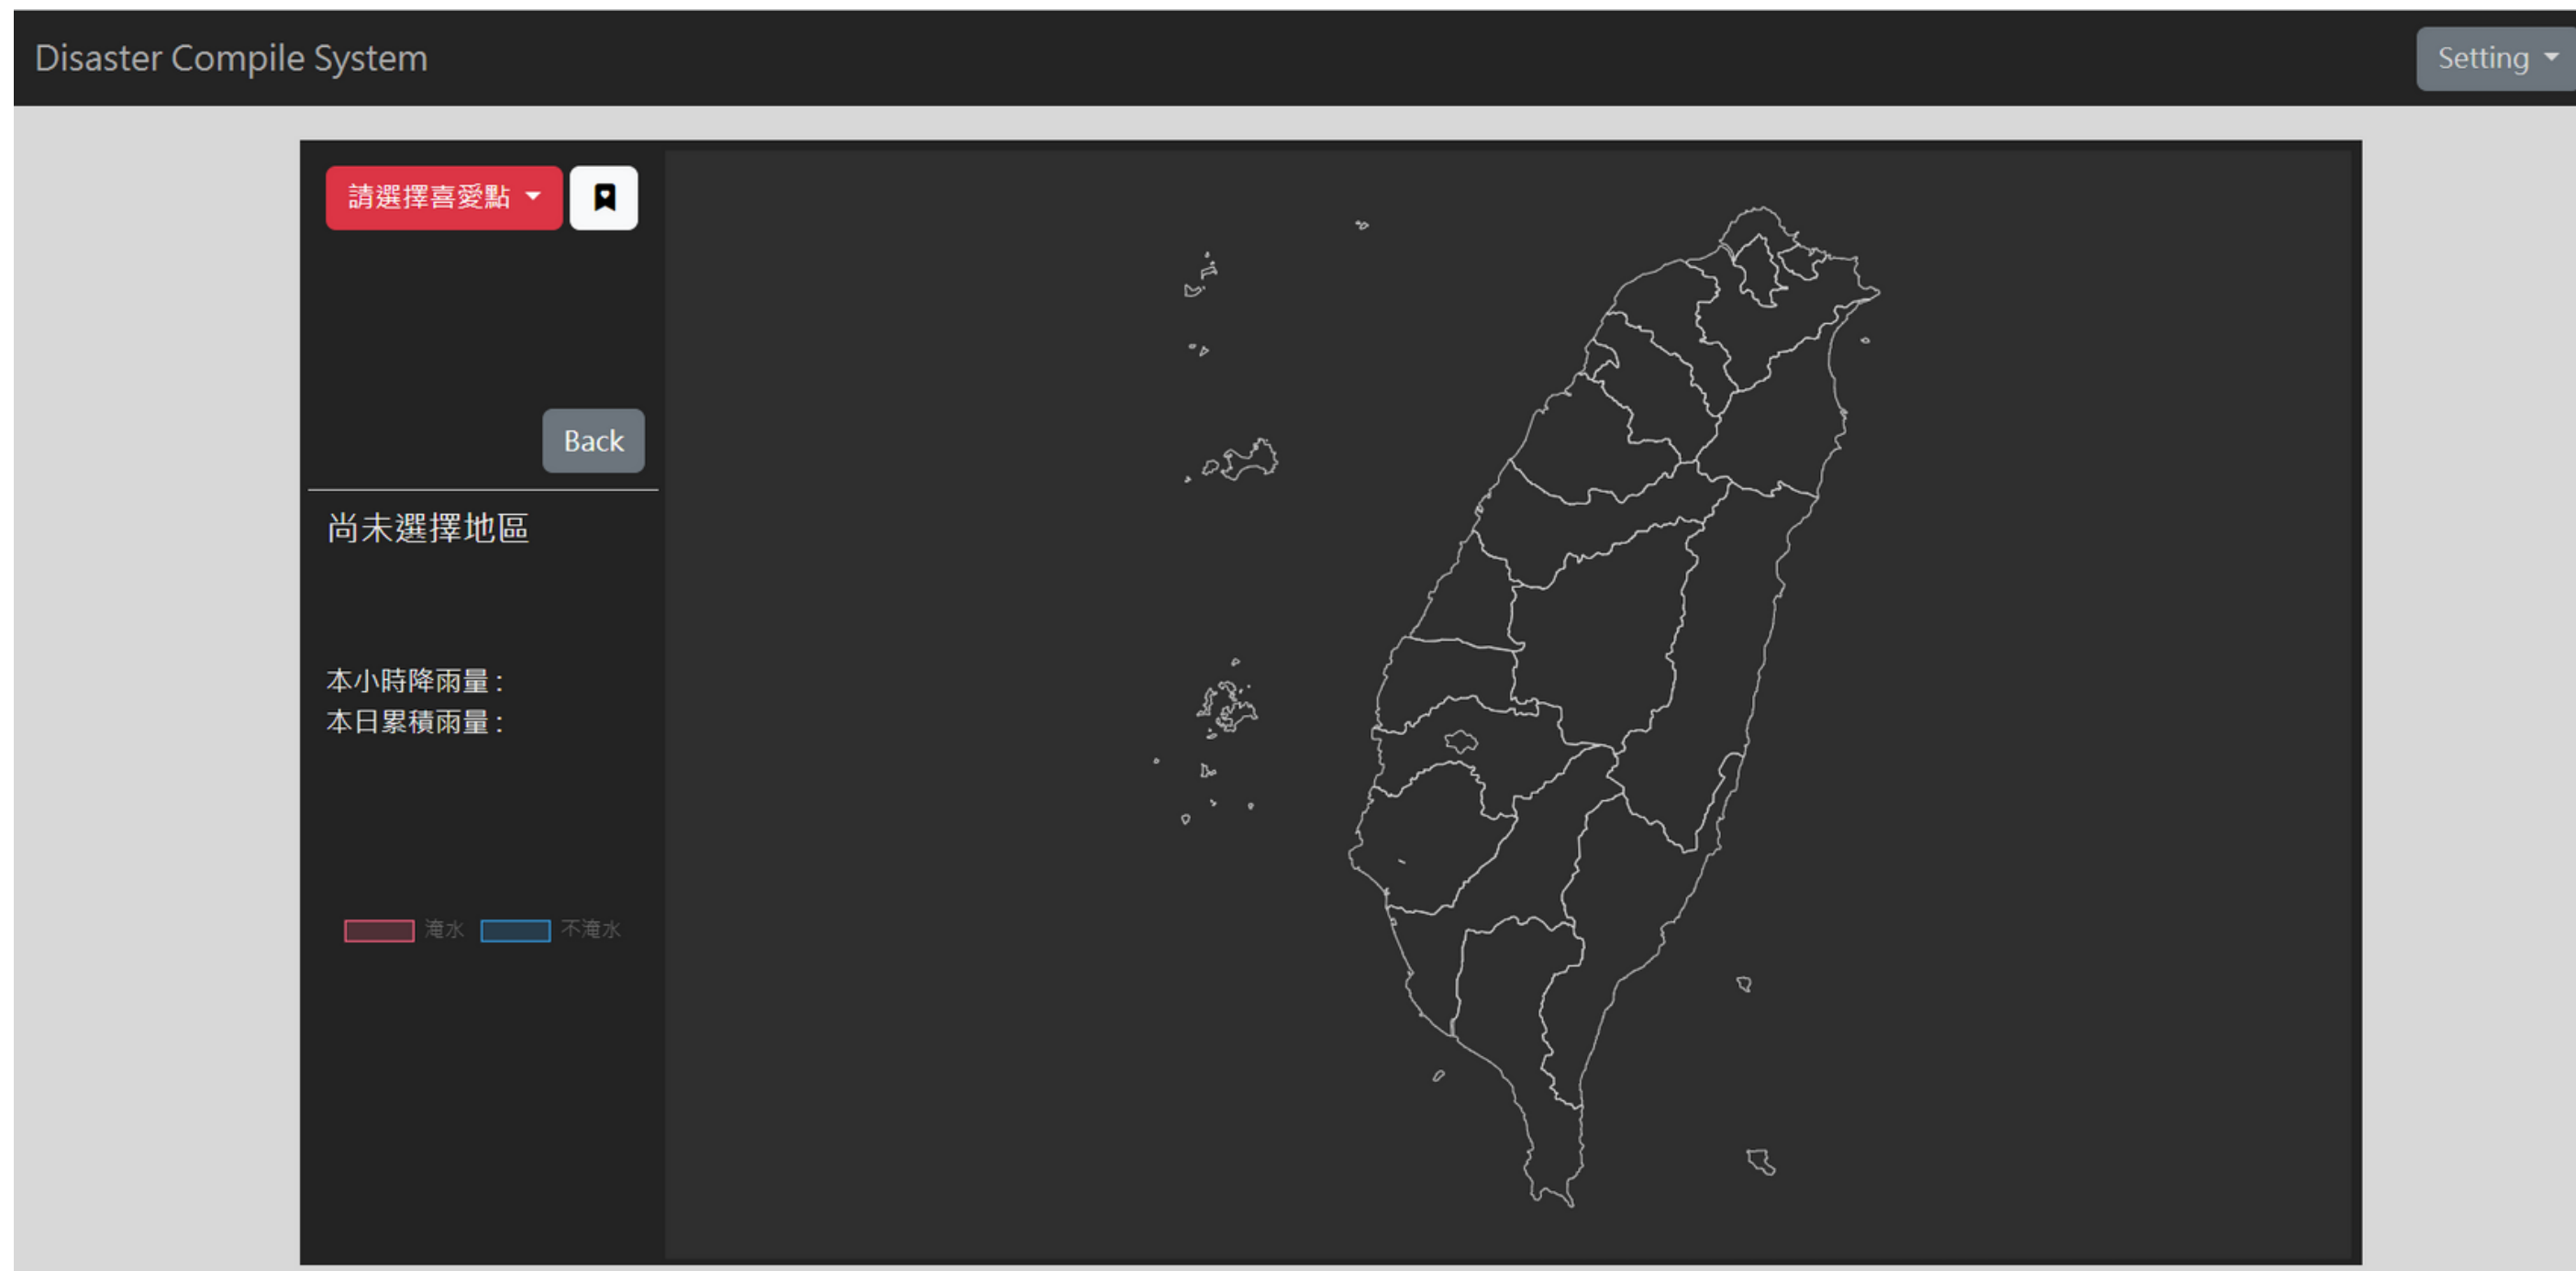 Disaster Compile System
Setting
請選擇喜愛點
Back
尚未選擇地區
本小時降雨量 :
本日累積雨量 :
淹水 不淹水